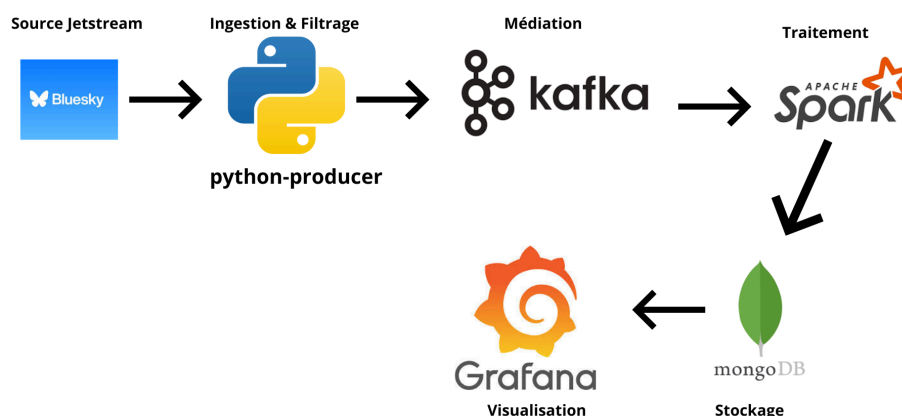 Source Jetstream
Ingestion & Filtrage
Médiation
Traitement
Bluesky
kafka
APACHE
Spark
python-producer
Grafana
mongoDB
Visualisation
Stockage